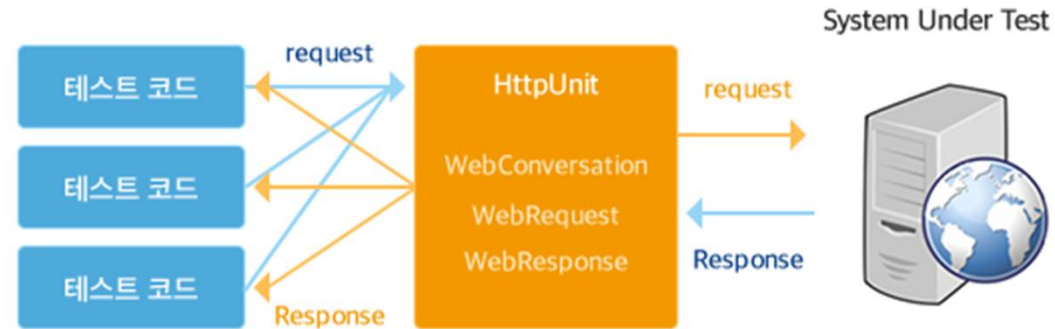 System Under Test
request
테스트 코드
HttpUnit
request
WebConversation
테스트 코드
WebRequest
WebResponse
Response
테스트 코드
Response